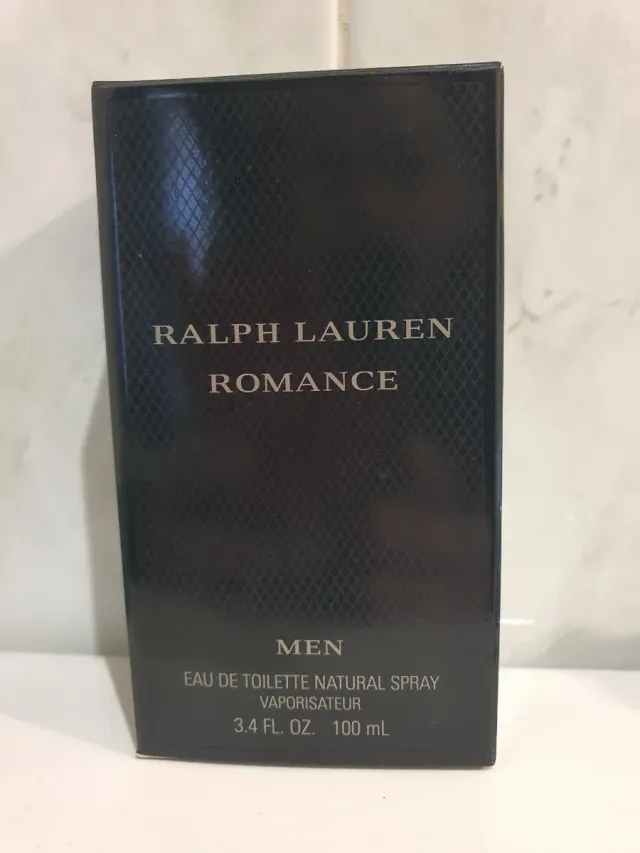 RALPH LAUREN
ROMANCE
MEN
EAU DE TOILETTE NATURAL SPRAY
VAPORISATEUR
3.4 FL. OZ. 100 mL